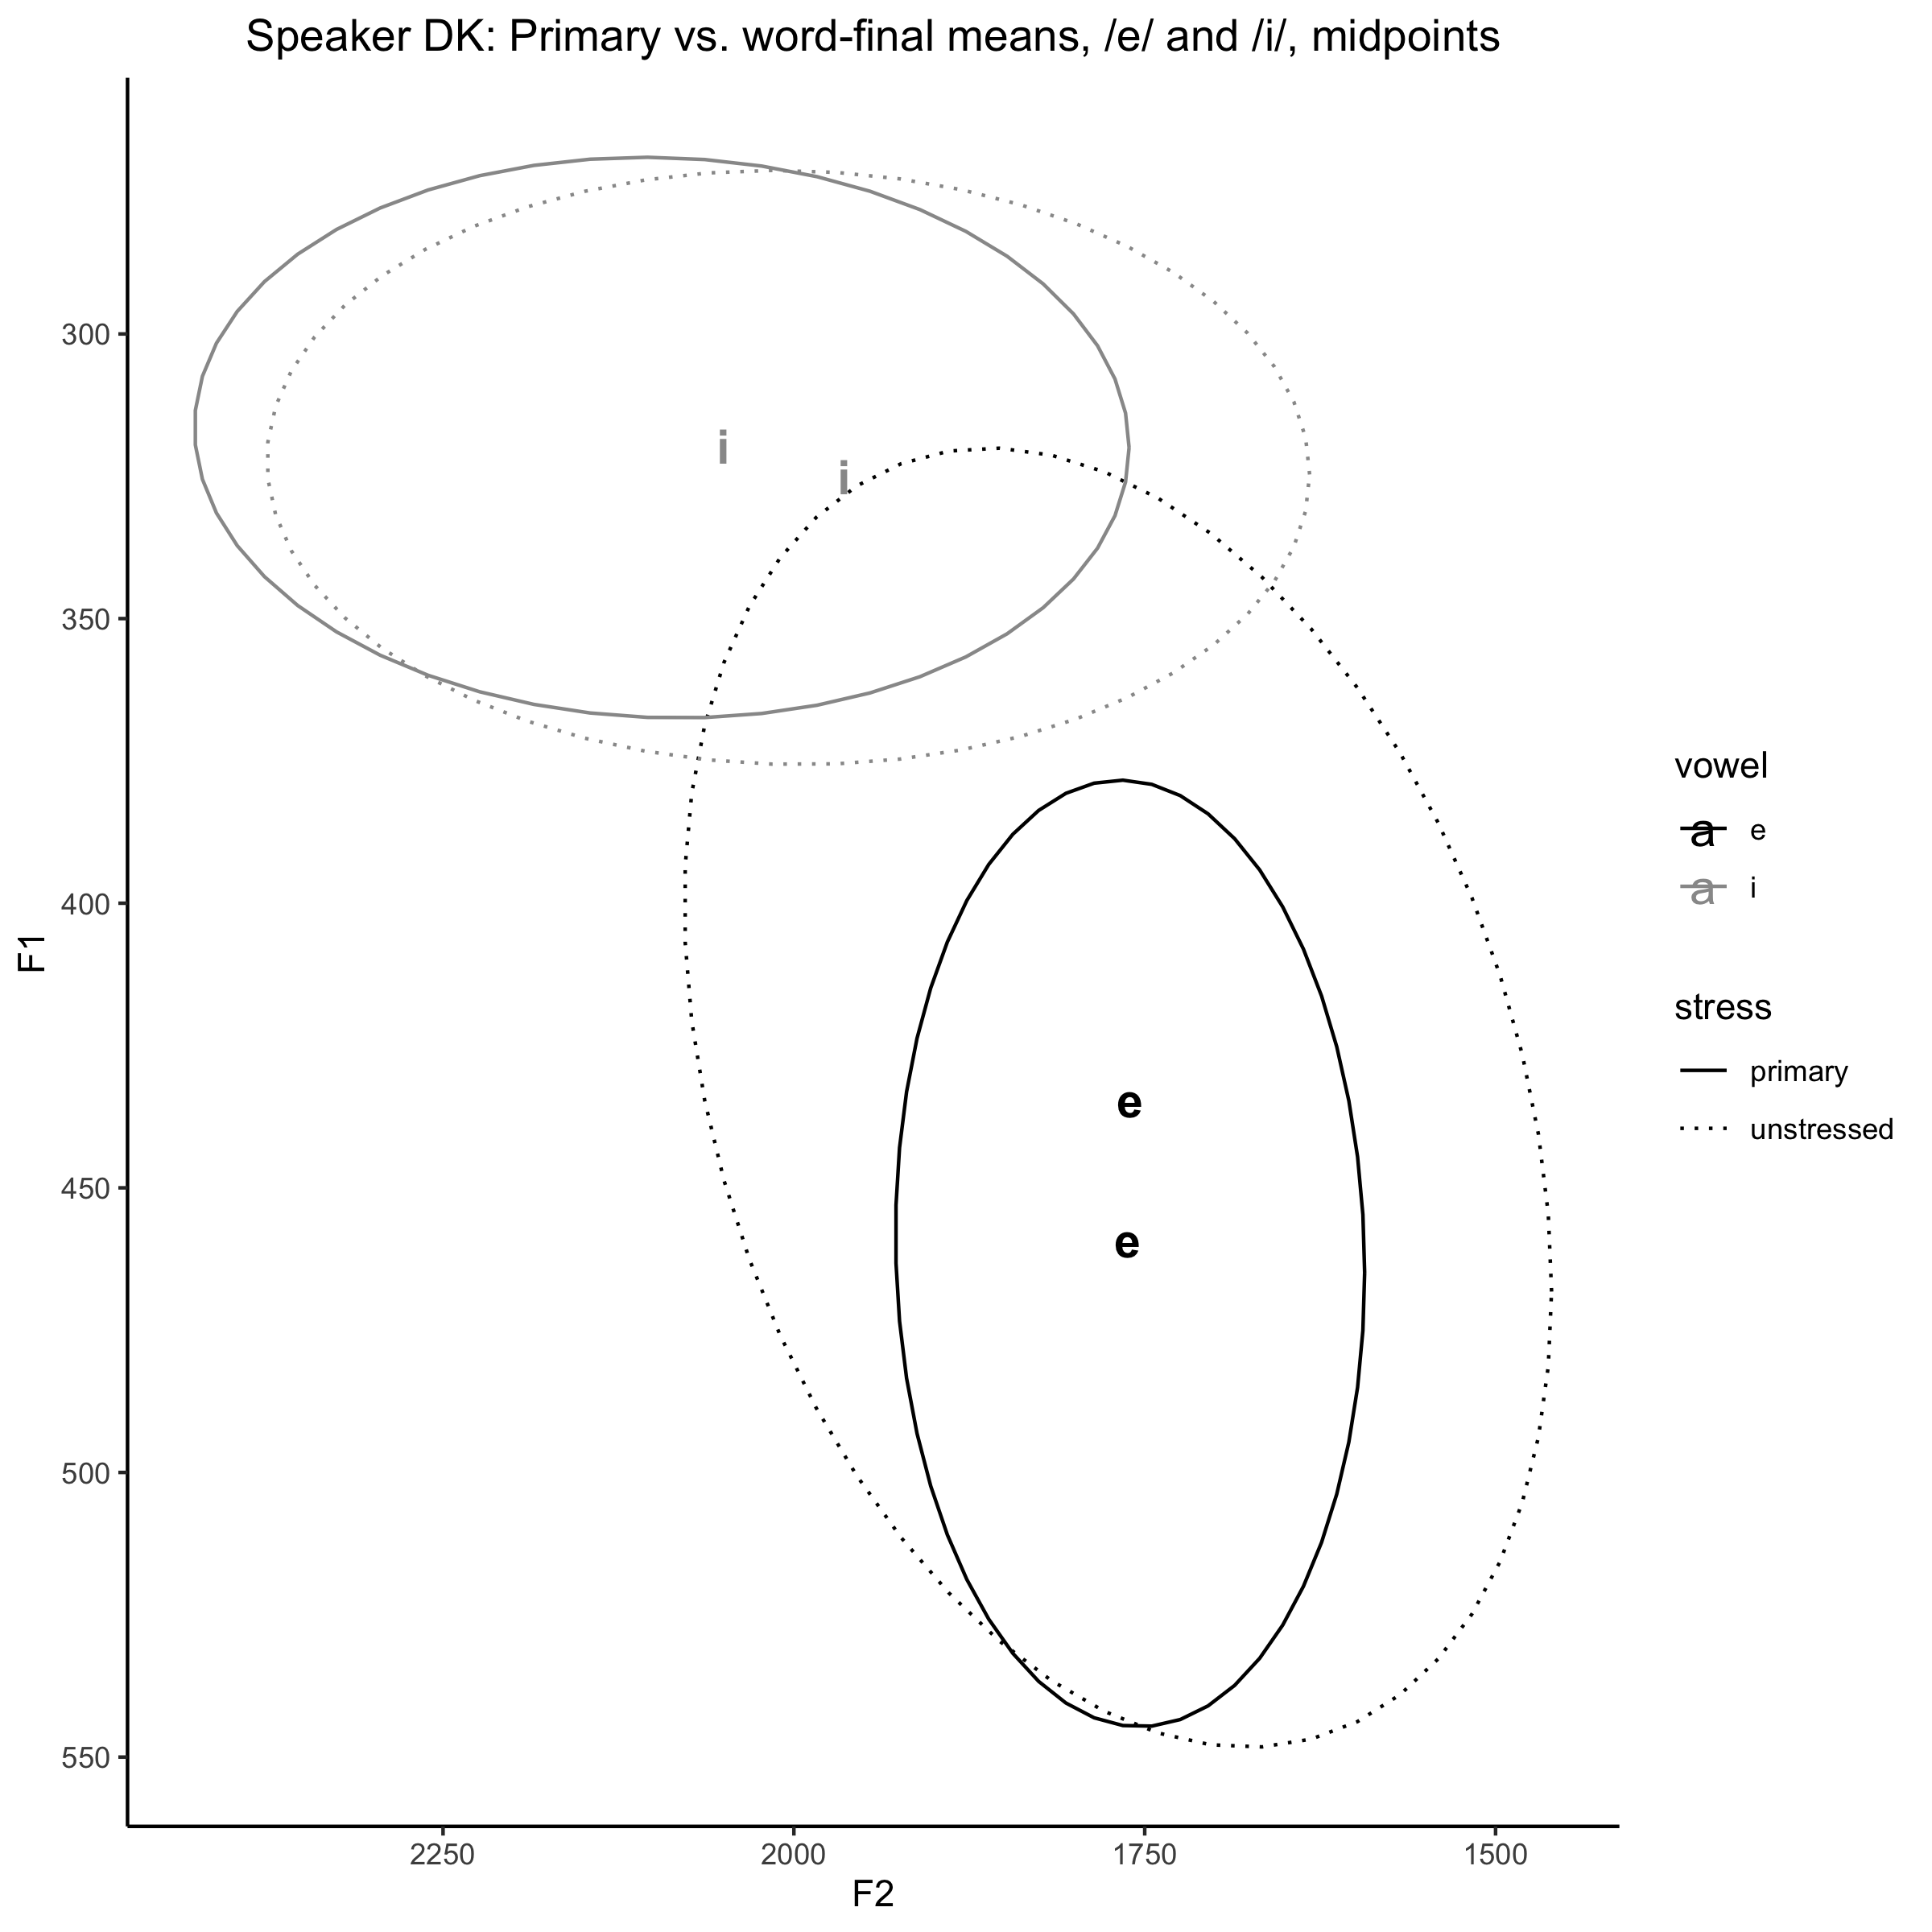 Speaker DK: Primary vs. word-final means, /e/ and /i/, midpoints
300
350
400
450
500
550
F1
i
i
e
e
2250
2000
1750
1500
F2
vowel
a e
a i
stress
primary
unstressed